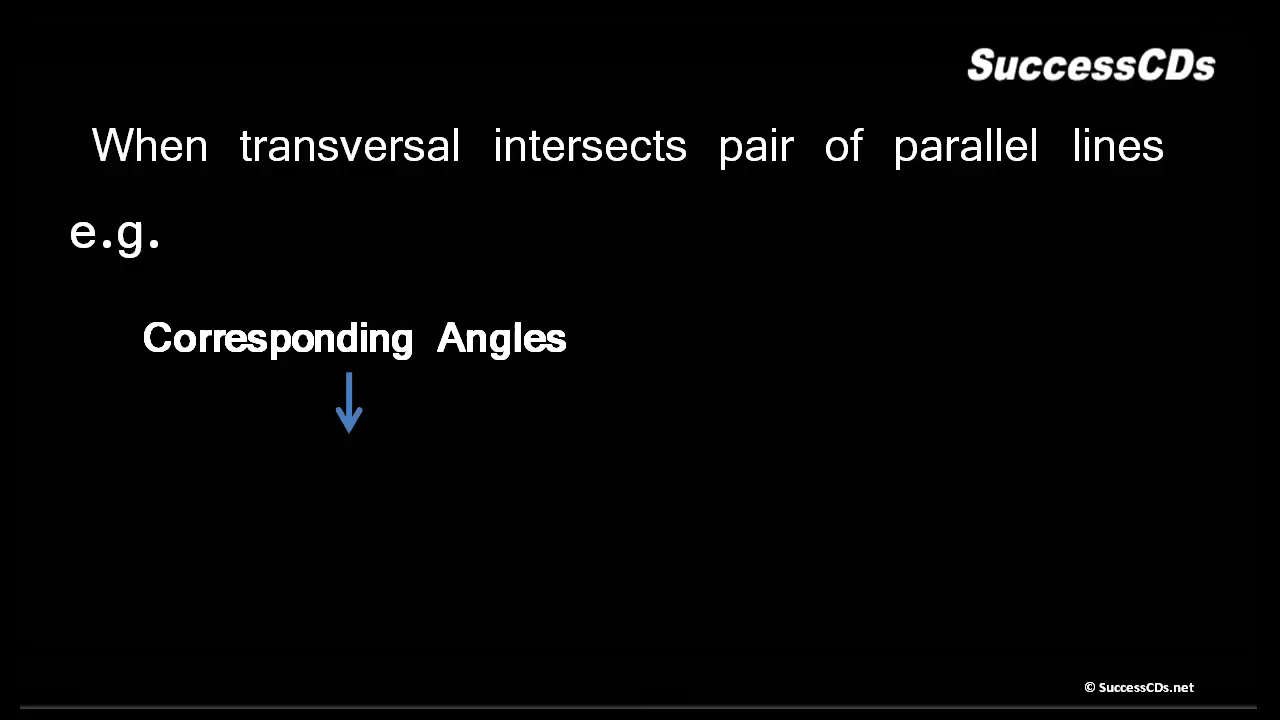 SuccessCDs
When transversal intersects pair of parallel lines
e.g.
Corresponding Angles
© SuccessCDs.net